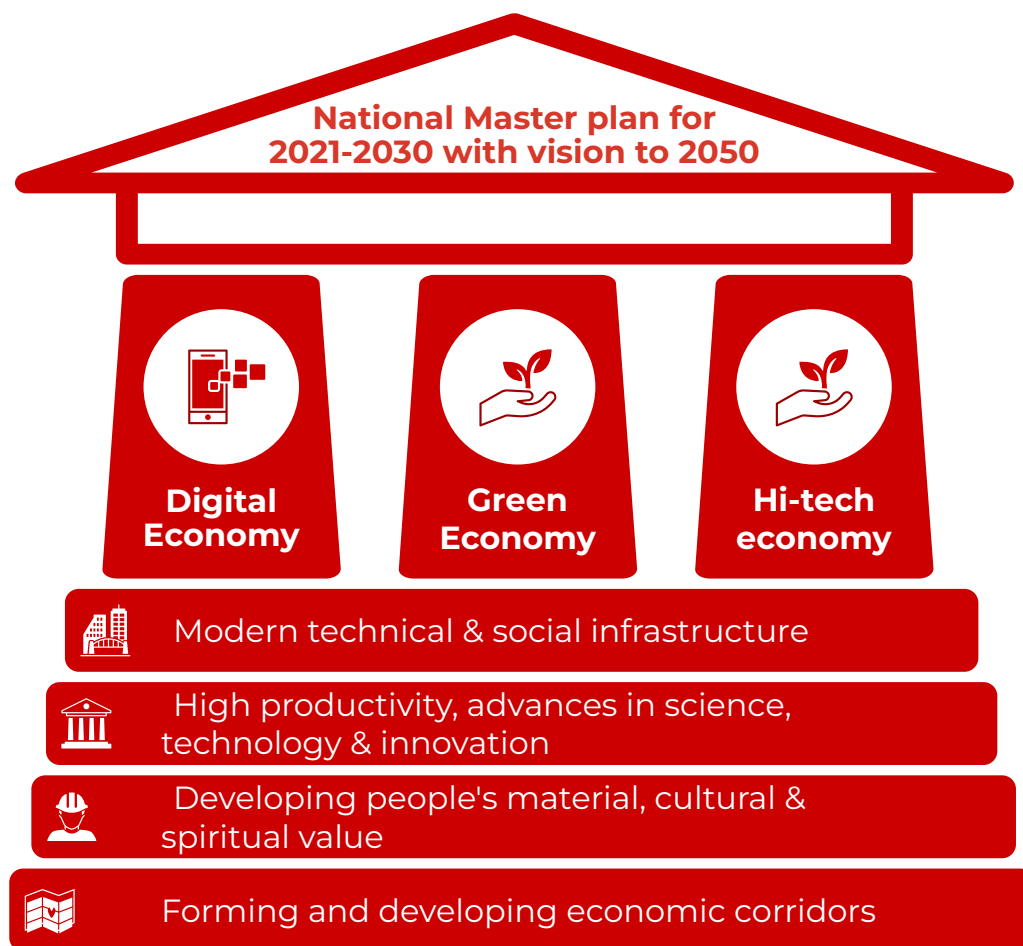 National Master plan for
2021-2030 with vision to 2050
Digital
Economy
Green
Economy
Hi-tech
economy
Modern technical & social infrastructure
High productivity, advances in science,
technology & innovation
Developing people's material, cultural &
spiritual value
Forming and developing economic corridors